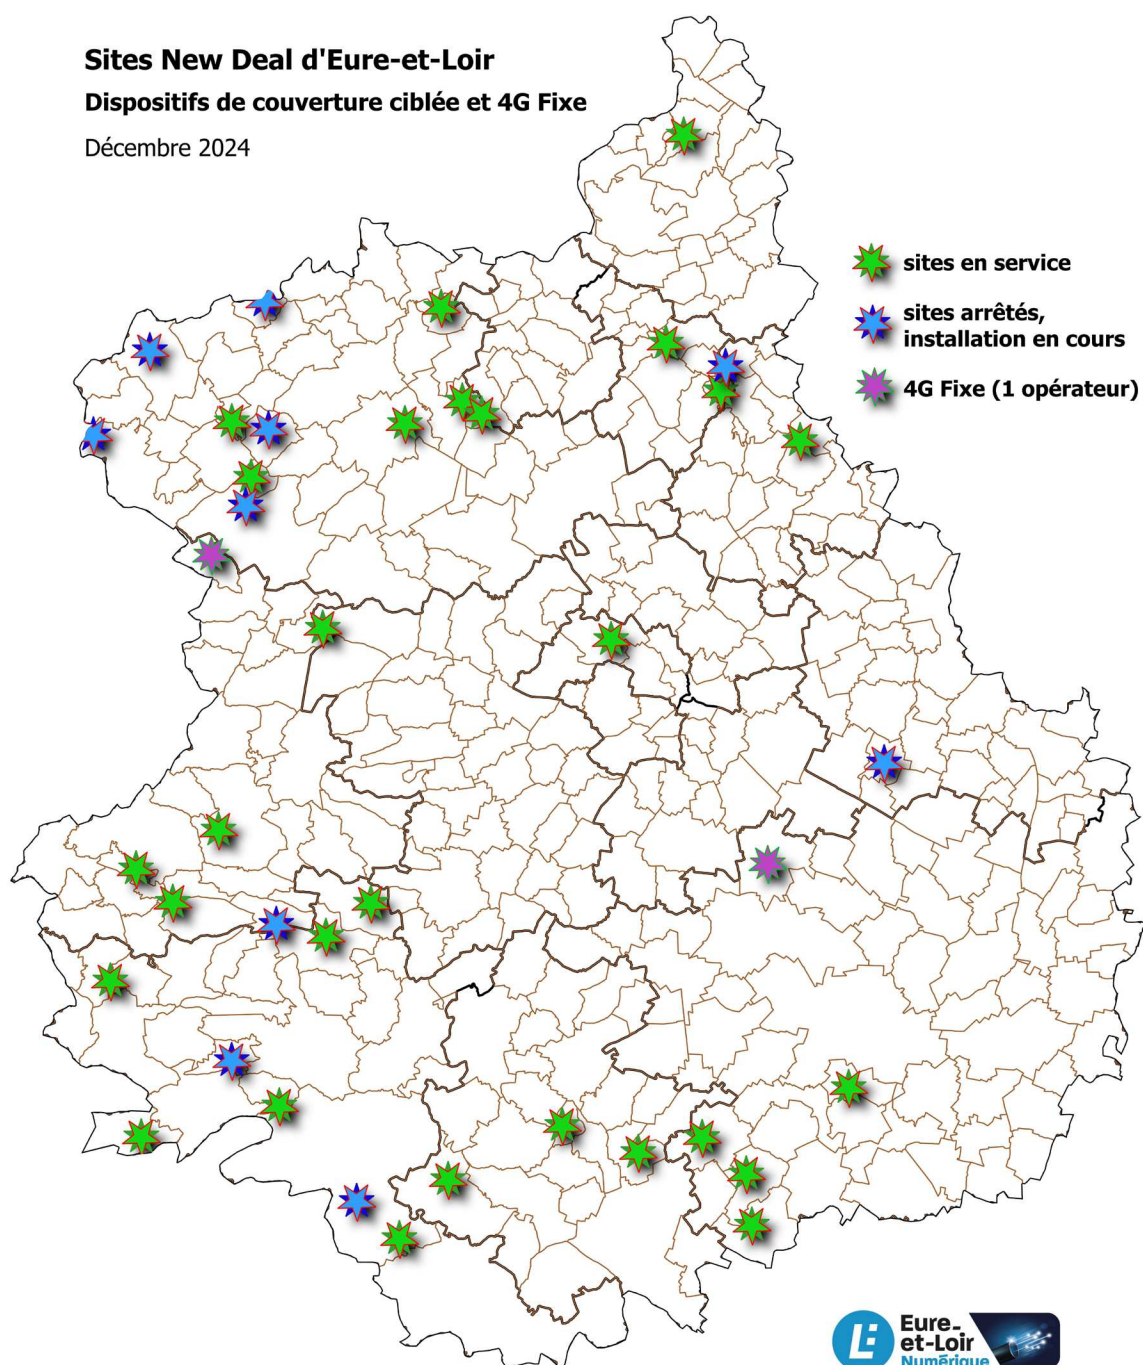 Sites New Deal d'Eure-et-Loir
Dispositifs de couverture ciblée et 4G Fixe
Décembre 2024
sites en service
sites arrêtés,
installation en cours
4G Fixe (1 opérateur)
Eure-
et-Loir
Numérique